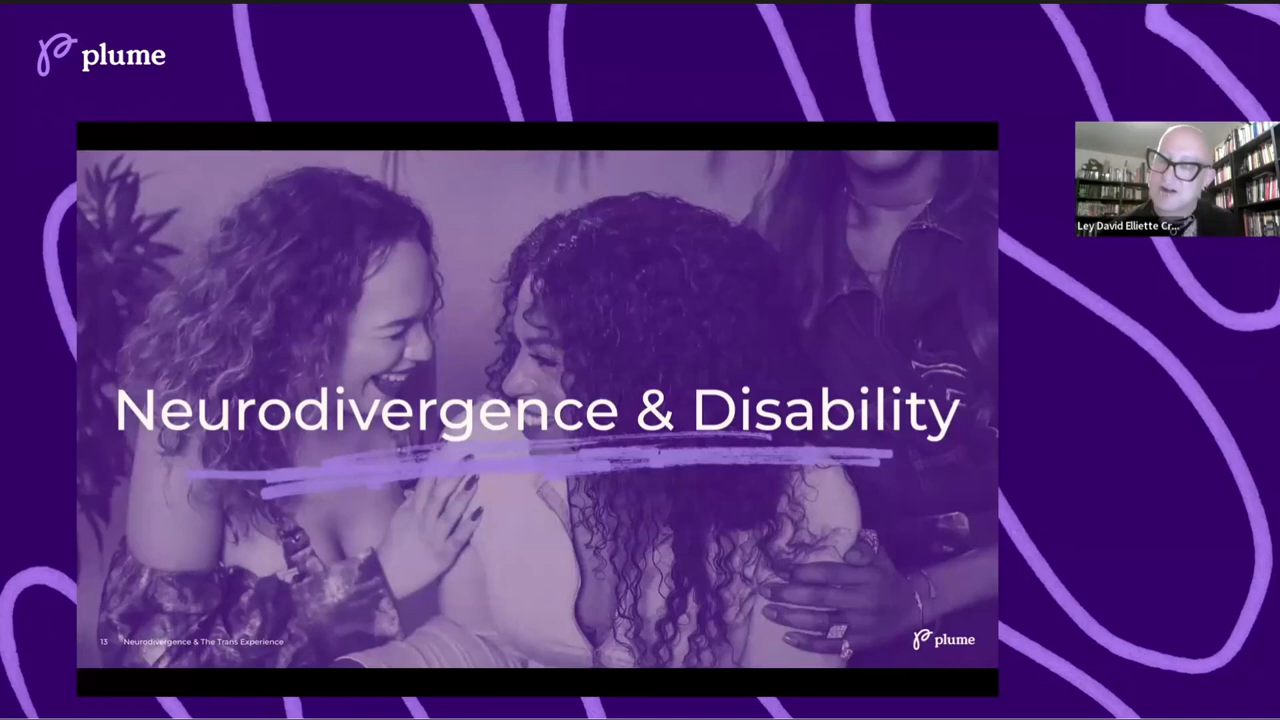 plume
Ley David Elliette Cr...
Neurodivergence & Disability
13 Neurodivergence & The Trans Experience
plume